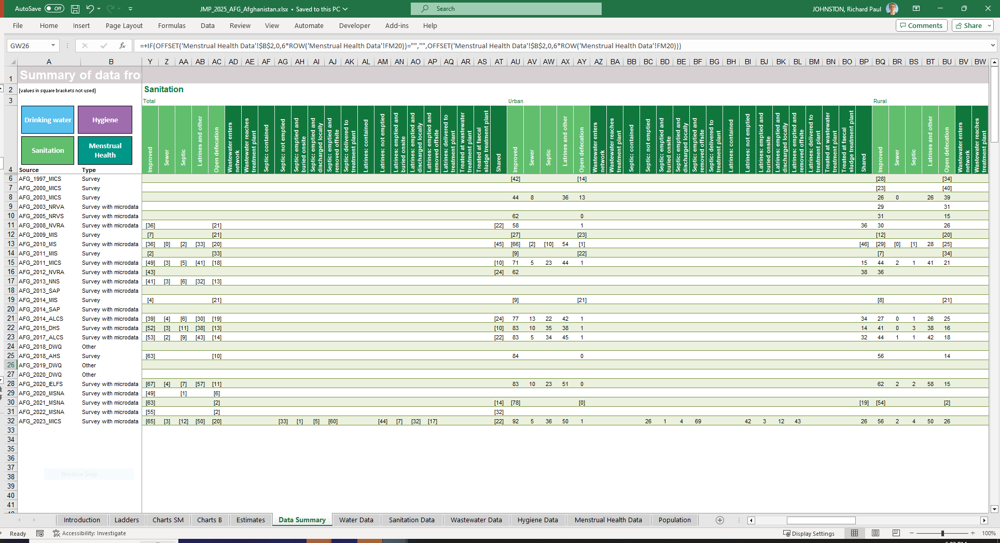 AutoSave Off JMP_2025_AFG_Afghanistan.xlsx • Saved to this PC Search JOHNSTON, Richard Paul
File Home Insert Page Layout Formulas Data Review View Automate Developer Add-ins Help Comments Share
GW26 fx =+IF(OFFSET('Menstrual Health Data'!$B$2,0,6*ROW('Menstrual Health Data'!FM20))="","",OFFSET('Menstrual Health Data'!$B$2,0,6*ROW('Menstrual Health Data'!FM20)))
A B Y Z AA AB AC AD AE AF AG AH AI AJ AK AL AM AN AO AP AQ AR AS AT AU AV AW AX AY AZ BA BB BC BD BE BF BG BH BI BJ BK BL BM BN BO BP BQ BR BS BT BU BV BW
1 Summary of data fro
2 [values in square brackets not used] Sanitation
3 Total Urban Rural
Drinking water Hygiene
Sanitation Menstrual Health
4 Source Type
Improved
Sewer
Septic
Latrines and other
Open defecation
Wastewater enters network
Wastewater reaches treatment plant
Septic: contained
Septic: not emptied
Septic: emptied and buried onsite
Septic: emptied and discharged locally
Septic: emptied and removed offsite
Septic: delivered to treatment plant
Latrines: contained
Latrines: not emptied
Latrines: emptied and buried onsite
Latrines: emptied and discharged locally
Latrines: emptied and removed offsite
Latrines: delivered to treatment plant
Treated at wastewater treatment plant
Treated at faecal sludge treatment plant
Shared
Improved
Sewer
Septic
Latrines and other
Open defecation
Wastewater enters network
Wastewater reaches treatment plant
Septic: contained
Septic: not emptied
Septic: emptied and buried onsite
Septic: emptied and discharged locally
Septic: emptied and removed offsite
Septic: delivered to treatment plant
Latrines: contained
Latrines: not emptied
Latrines: emptied and buried onsite
Latrines: emptied and discharged locally
Latrines: emptied and removed offsite
Latrines: delivered to treatment plant
Treated at wastewater treatment plant
Treated at faecal sludge treatment plant
Shared
Improved
Sewer
Septic
Latrines and other
Open defecation
Wastewater enters network
Wastewater reaches treatment plant
6 AFG_1997_MICS Survey [42] [14] [28] [34]
7 AFG_2000_MICS Survey [23] [40]
8 AFG_2003_MICS Survey 44 8 36 13 26 0 26 39
9 AFG_2003_NRVA Survey with microdata 29 31
10 AFG_2005_NRVS Survey with microdata 62 0 31 15
11 AFG_2008_NVRA Survey with microdata [36] [21] [22] 58 1 36 30 26
12 AFG_2009_MIS Survey [7] [21] [27] [23] [12] [20]
13 AFG_2010_MS Survey with microdata [36] [0] [2] [33] [20] [45] [66] [2] [10] 54 [1] [46] [29] [0] [1] 28 [25]
14 AFG_2011_MIS Survey [2] [33] [9] [22] [7] [34]
15 AFG_2011_MICS Survey with microdata [49] [3] [5] [41] [18] [10] 71 5 23 44 1 15 44 2 1 41 21
16 AFG_2012_NVRA Survey with microdata [43] [24] 62 38 36
17 AFG_2013_NNS Survey with microdata [41] [3] [6] [32] [13]
18 AFG_2013_SAP Survey with microdata
19 AFG_2014_MIS Survey [4] [21] [9] [21] [8] [21]
20 AFG_2014_SAP Survey with microdata
21 AFG_2014_ALCS Survey with microdata [39] [4] [6] [30] [19] [24] 77 13 22 42 1 34 27 0 1 26 25
22 AFG_2015_DHS Survey with microdata [52] [3] [11] [38] [13] [10] 83 10 35 38 1 14 41 0 3 38 16
23 AFG_2017_ALCS Survey with microdata [53] [2] [9] [43] [14] [22] 83 5 34 45 1 32 44 1 1 42 18
24 AFG_2018_DWQ Other
25 AFG_2018_AHS Survey [63] [10] 84 0 56 14
26 AFG_2019_DWQ Other
27 AFG_2020_DWQ Other
28 AFG_2020_IELFS Survey with microdata [67] [4] [7] [57] [11] 83 10 23 51 0 62 2 2 58 15
29 AFG_2020_MSNA Survey with microdata [49] [1] [6]
30 AFG_2021_MSNA Survey with microdata [63] [2] [14] [78] [0] [19] [54] [2]
31 AFG_2022_MSNA Survey with microdata [55] [2] [32]
32 AFG_2023_MICS Survey with microdata [65] [3] [12] [50] [20] [33] [1] [5] [60] [44] [7] [32] [17] [22] 92 5 36 50 1 26 1 4 69 42 3 12 43 26 56 2 4 50 26
33
34
35
36
37
38 Window Snip
39
40
41
Introduction Ladders Charts SM Charts B Estimates Data Summary Water Data Sanitation Data Wastewater Data Hygiene Data Menstrual Health Data Population
Ready Accessibility: Investigate Display Settings 100%